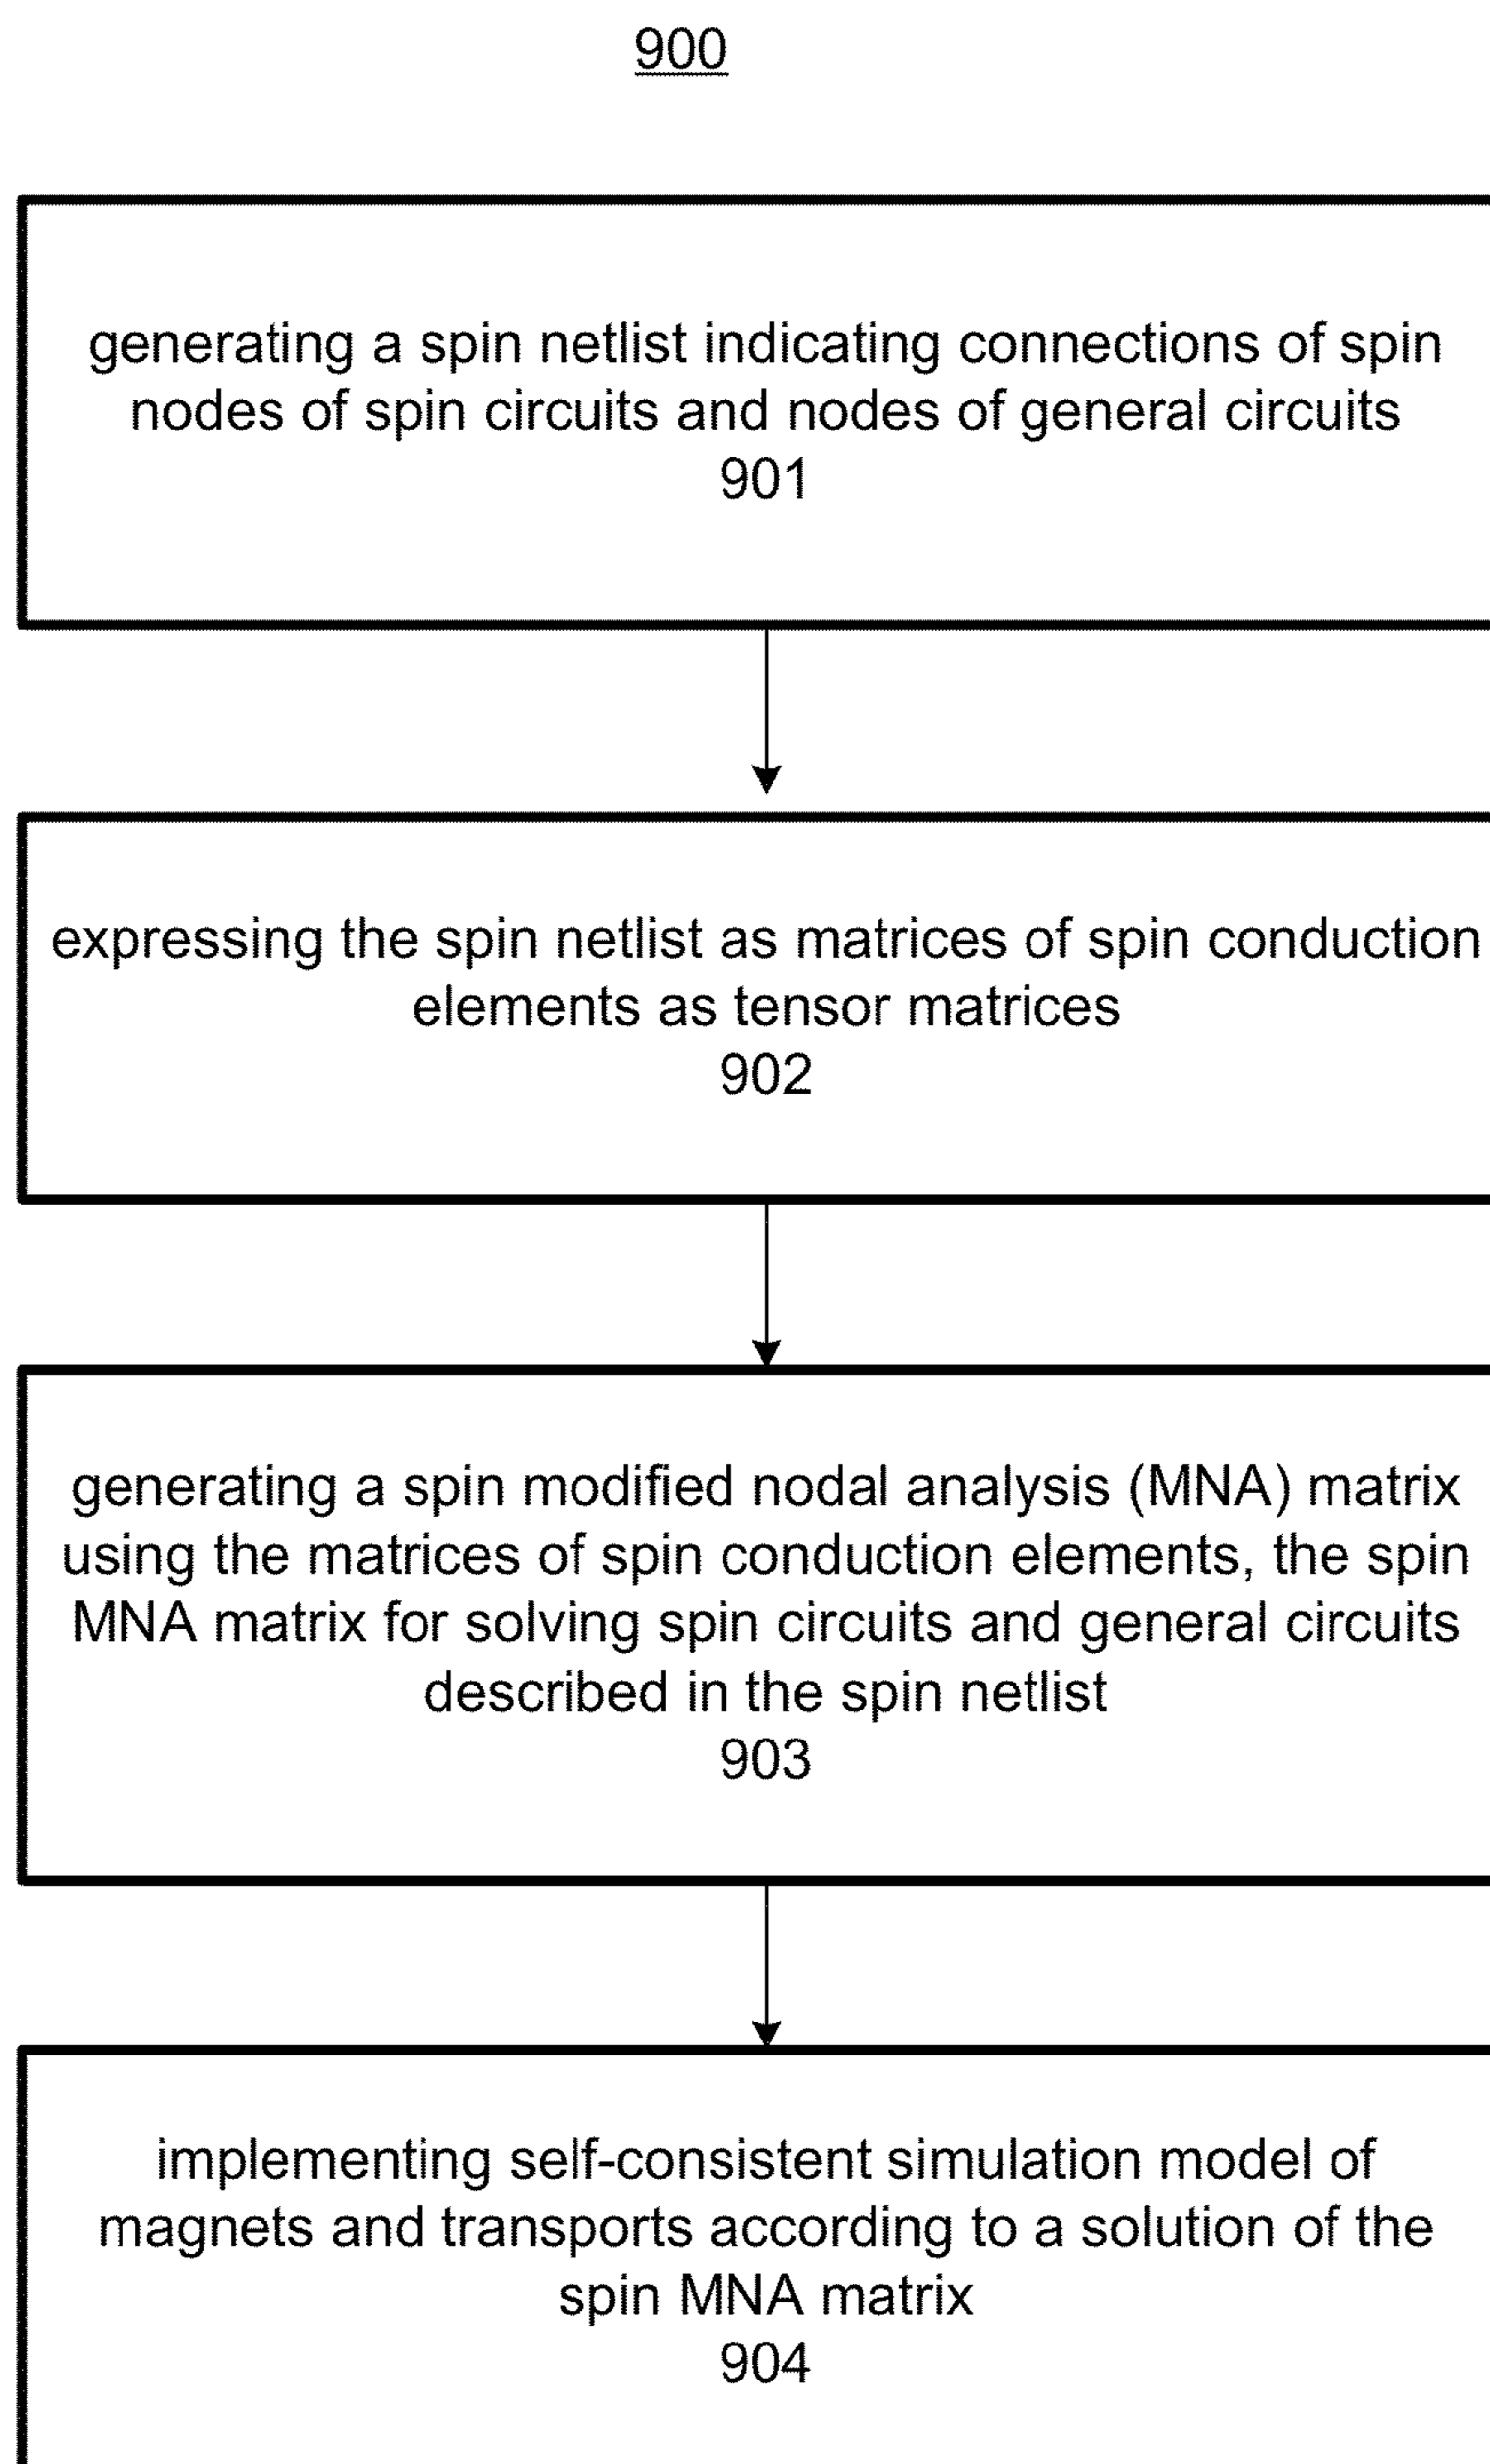 900
generating a spin netlist indicating connections of spin
nodes of spin circuits and nodes of general circuits
901
expressing the spin netlist as matrices of spin conduction
elements as tensor matrices
902
generating a spin modified nodal analysis (MNA) matrix
using the matrices of spin conduction elements, the spin
MNA matrix for solving spin circuits and general circuits
described in the spin netlist
903
implementing self-consistent simulation model of
magnets and transports according to a solution of the
spin MNA matrix
904